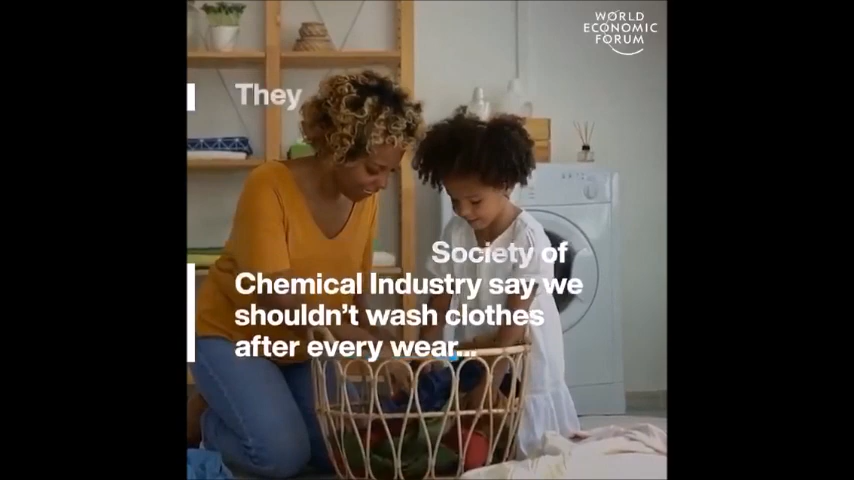 WORLD
ECONOMIC
FORUM
They
Society of
Chemical Industry say we
shouldn't wash clothes
after every wear...